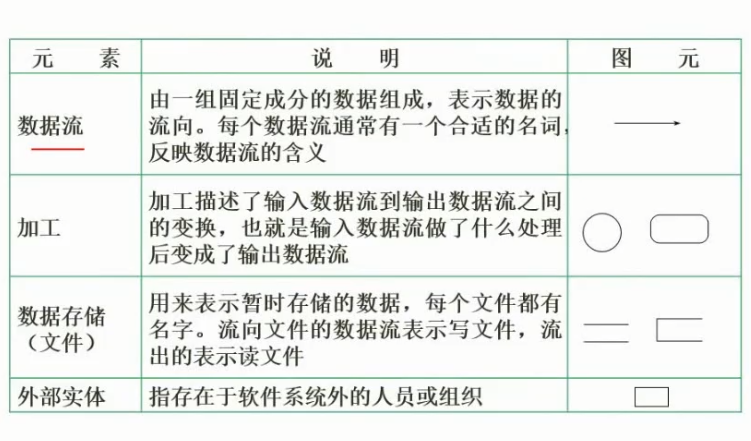 元 素 说 明 图 元
数据流
由一组固定成分的数据组成，表示数据的
流向。每个数据流通常有一个合适的名词，
反映数据流的含义
加工
加工描述了输入数据流到输出数据流之间
的变换，也就是输入数据流做了什么处理
后变成了输出数据流
数据存储
（文件）
用来表示暂时存储的数据，每个文件都有
名字。流向文件的数据流表示写文件，流
出的表示读文件
外部实体
指存在于软件系统外的人员或组织